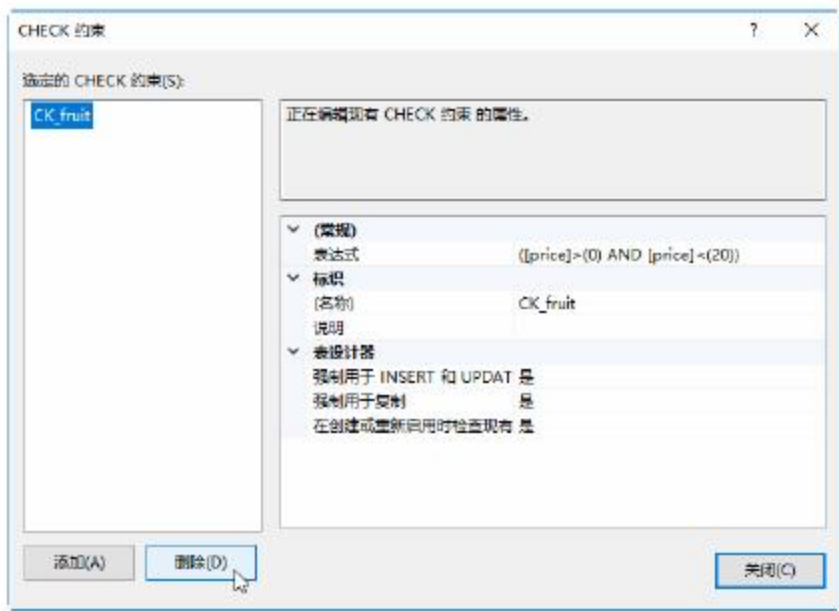 CHECK 约束
选定的 CHECK 约束(S):
CK_fruit
正在编辑现有 CHECK 约束 的属性。
(常规)
表达式 ([price]>(0) AND [price]<(20))
标识
(名称) CK_fruit
说明
表设计器
强制用于 INSERT 和 UPDAT 是
强制用于复制 是
在创建或重新启用时检查现有 是
添加(A) 删除(D) 关闭(C)